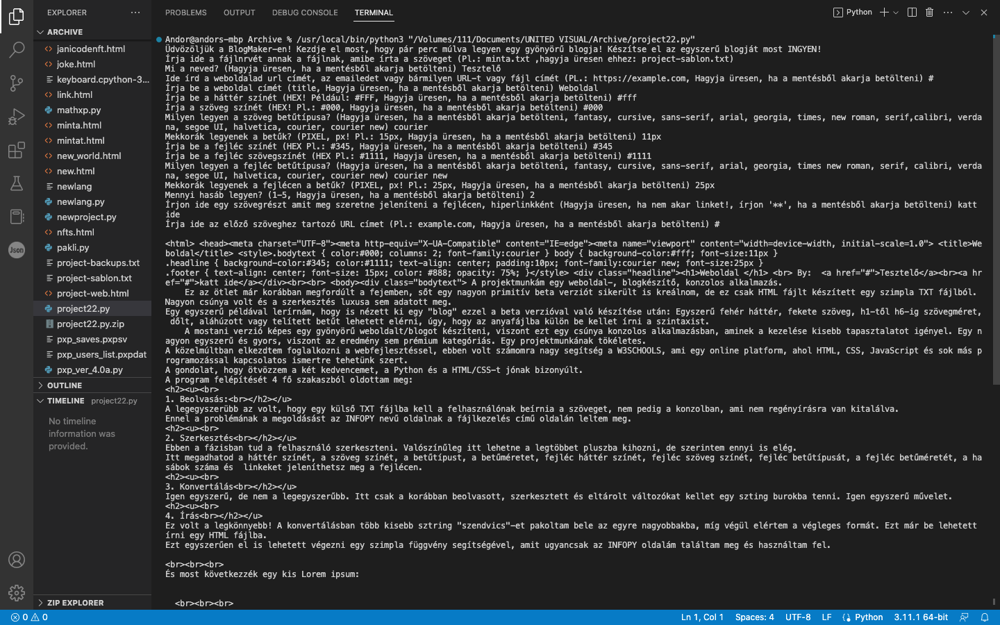 EXPLORER
ARCHIVE
janicodenft.html
joke.html
keyboard.cpython-3...
link.html
mathxp.py
minta.html
mintat.html
new_world.html
new.html
newlang
newlang.py
newproject.py
nfts.html
pakli.py
project-backups.txt
project-sablon.txt
project-web.html
project22.py
project22.py.zip
pxp_saves.pxpsv
pxp_users_list.pxpdat
pxp_ver_4.0a.py
OUTLINE
TIMELINE project22.py
No timeline
information was
provided.
ZIP EXPLORER
Json
PROBLEMS OUTPUT DEBUG CONSOLE TERMINAL
Python
Andor@andors-mbp Archive % /usr/local/bin/python3 "/Volumes/111/Documents/UNITED VISUAL/Archive/project22.py"
Üdvözöljük a BlogMaker-en! Kezdje el most, hogy pár perc múlva legyen egy gyönyörű blogja! Készítse el az egyszerű blogját most INGYEN!
Írja ide a fájlnrvét annak a fájlnak, amibe írta a szöveget (Pl.: minta.txt ,hagyja üresen ehhez: project-sablon.txt)
Mi a neved? (Hagyja üresen, ha a mentésből akarja betölteni) Tesztelő
Ide írd a weboldalad url címét, az emailedet vagy bármilyen URL-t vagy fájl címét (PL.: https://example.com, Hagyja üresen, ha a mentésből akarja betölteni) #
Írja be a weboldal címét (title, Hagyja üresen, ha a mentésből akarja betölteni) Weboldal
Írja be a háttér színét (HEX! Például: #FFF, Hagyja üresen, ha a mentésből akarja betölteni) #fff
Írja a szöveg színét (HEX! Pl.: #000, Hagyja üresen, ha a mentésből akarja betölteni) #000
Milyen legyen a szöveg betűtípusa? (Hagyja üresen, ha a mentésből akarja betölteni, fantasy, cursive, sans-serif, arial, georgia, times, new roman, serif,calibri, verda
na, segoe UI, halvetica, courier, courier new) courier
Mekkorák legyenek a betűk? (PIXEL, px! Pl.: 15px, Hagyja üresen, ha a mentésből akarja betölteni) 11px
Írja be a fejléc színét (HEX Pl.: #345, Hagyja üresen, ha a mentésből akarja betölteni) #345
Írja be a fejléc szövegszínét (HEX Pl.: #1111, Hagyja üresen, ha a mentésből akarja betölteni) #1111
Milyen legyen a fejléc betűtípusa? (Hagyja üresen, ha a mentésből akarja betölteni, fantasy, cursive, sans-serif, arial, georgia, times new roman, serif, calibri, verda
na, segoe UI, halvetica, courier, courier new) courier new
Mekkorák legyenek a fejlécen a betűk? (PIXEL, px! Pl.: 25px, Hagyja üresen, ha a mentésből akarja betölteni) 25px
Mennyi hasáb legyen? (1-5, Hagyja üresen, ha a mentésből akarja betölteni) 2
Írjon ide egy szövegrészt amit meg szeretne jeleníteni a fejlécen, hiperlinkként (Hagyja üresen, ha nem akar linket!, írjon '**', ha a mentésből akarja betölteni) katt
ide
Írja ide az előző szöveghez tartozó URL címet (Pl.: example.com, Hagyja üresen, ha a mentésből akarja betölteni) #
<html> <head><meta charset="UTF-8"><meta http-equiv="X-UA-Compatible" content="IE=edge"><meta name="viewport" content="width=device-width, initial-scale=1.0"> <title>We
boldal</title> <style>.bodytext { color:#000; columns: 2; font-family:courier } body { background-color:#fff; font-size:11px }
.headline { background-color:#345; color:#1111; text-align: center; padding:10px; font-family:courier new; font-size:25px }
.footer { text-align: center; font-size: 15px; color: #888; opacity: 75%; }</style> <div class="headline"><h1>Weboldal </h1> <br> By:  <a href="#">Tesztelő</a><br><a hr
ef="#">katt ide</a></div><br><br> <body><div class="bodytext"> A projektmunkám egy weboldal-, blogkészítő, konzolos alkalmazás.
Ez az ötlet már korábban megfordúlt a fejemben, sőt egy nagyon primitív beta verziót sikerült is kreálnom, de ez csak HTML fájlt készített egy szimpla TXT fájlból.
Nagyon csúnya volt és a szerkesztés luxusa sem adatott meg.
Egy egyszerű példával lerírnám, hogy is nézett ki egy "blog" ezzel a beta verzióval való készítése után: Egyszerű fehér háttér, fekete szöveg, h1-től h6-ig szövegméret,
dőlt, aláhúzott vagy telített betűt lehetett elérni, úgy, hogy az anyafájlba külön be kellet írni a szintaxist.
A mostani verzió képes egy gyönyörű weboldalt/blogot készíteni, viszont ezt egy csúnya konzolos alkalmazásban, aminek a kezelése kisebb tapasztalatot igényel. Egy n
agyon egyszerű és gyors, viszont az eredmény sem prémium kategóriás. Egy projektmunkának tökéletes.
A közelmúltban elkezdtem foglalkozni a webfejlesztéssel, ebben volt számomra nagy segítség a W3SCHOOLS, ami egy online platform, ahol HTML, CSS, JavaScript és sok más p
rogramozással kapcsolatos ismertre tehetünk szert.
A gondolat, hogy ötvözzem a két kedvencemet, a Python és a HTML/CSS-t jónak bizonyúlt.
A program felépítését 4 fő szakaszból oldottam meg:
<h2><u><br>
1. Beolvasás:<br></h2></u>
A legegyszerűbb az volt, hogy egy külső TXT fájlba kell a felhasználónak beírnia a szöveget, nem pedig a konzolban, ami nem regényírásra van kitalálva.
Ennel a problémának a megoldásást az INFOPY nevű oldalnak a fájlkezelés című oldalán leltem meg.
<h2><u><br>
2. Szerkesztés<br></h2></u>
Ebben a fázisban tud a felhasználó szerkeszteni. Valószínűleg itt lehetne a legtöbbet pluszba kihozni, de szerintem ennyi is elég.
Itt megadhatod a háttér színét, a szöveg színét, a betűtípust, a betűméretet, fejléc háttér színét, fejléc szöveg színét, fejléc betűtípusát, a fejléc betűméretét, a ha
sábok száma és  linkeket jeleníthetsz meg a fejlécen.
<h2><u><br>
3. Konvertálás<br></h2></u>
Igen egyszerű, de nem a legegyszerűbb. Itt csak a korábban beolvasott, szerkesztett és eltárolt változókat kellet egy szting burokba tenni. Igen egyszerű művelet.
<h2><u><br>
4. Írás<br></h2></u>
Ez volt a legkönnyebb! A konvertálásban több kisebb sztring "szendvics"-et pakoltam bele az egyre nagyobbakba, míg végül elértem a végleges formát. Ezt már be lehetett
írni egy HTML fájlba.
Ezt egyszerűen el is lehetett végezni egy szimpla függvény segítségével, amit ugyancsak az INFOPY oldalám találtam meg és használtam fel.
<br><br><br>
És most következzék egy kis Lorem ipsum:
<br><br><br>
0 0
Ln 1, Col 1 Spaces: 4 UTF-8 LF Python 3.11.1 64-bit